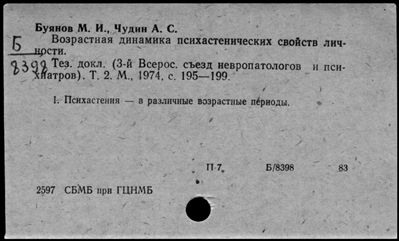 Буянов М. И., Чудин А. С.
Б Возрастная динамика психастенических свойств лич-
ности.
8398 Тез. докл. (3-й Всерос. съезд невропатологов и пси-
хиатров). Т. 2. М., 1974, с. 195—199.
1. Психастения — в различные возрастные периоды.
П-7 Б/8398 83
2597 СБМБ при ГЦНМБ